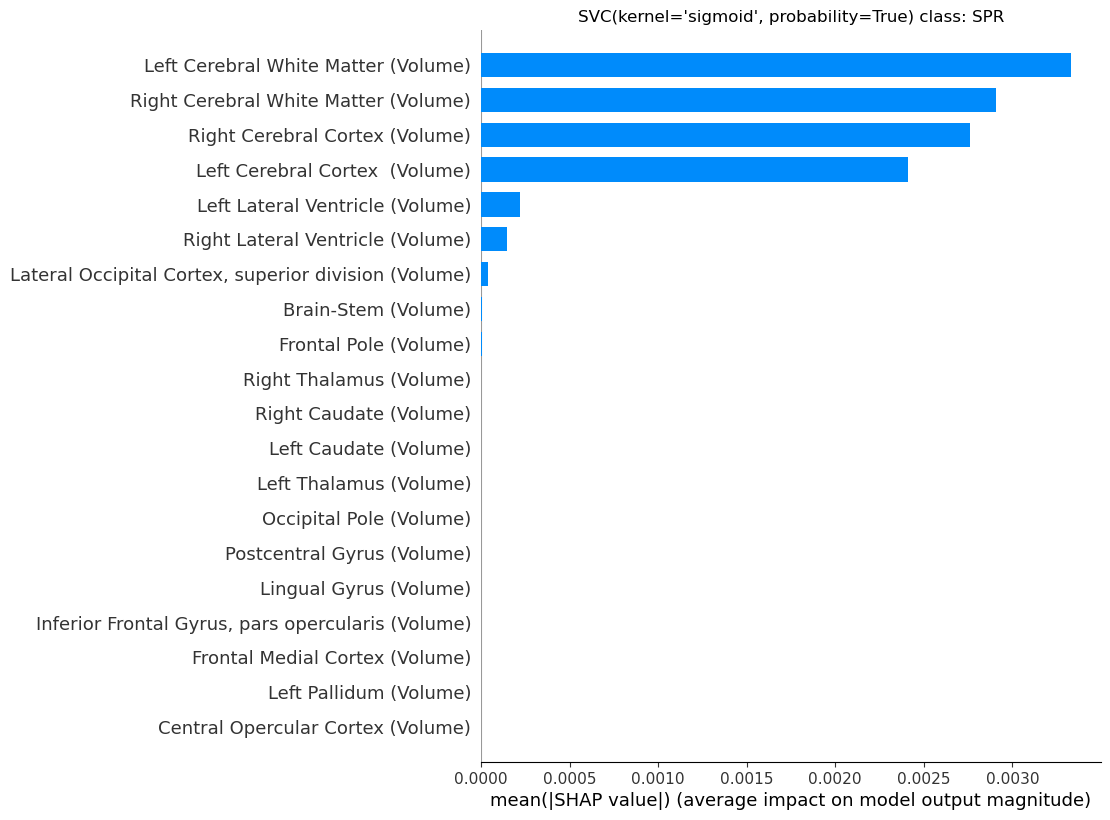 SVC(kernel='sigmoid', probability=True) class: SPR
Left Cerebral White Matter (Volume)
Right Cerebral White Matter (Volume)
Right Cerebral Cortex (Volume)
Left Cerebral Cortex  (Volume)
Left Lateral Ventricle (Volume)
Right Lateral Ventricle (Volume)
Lateral Occipital Cortex, superior division (Volume)
Brain-Stem (Volume)
Frontal Pole (Volume)
Right Thalamus (Volume)
Right Caudate (Volume)
Left Caudate (Volume)
Left Thalamus (Volume)
Occipital Pole (Volume)
Postcentral Gyrus (Volume)
Lingual Gyrus (Volume)
Inferior Frontal Gyrus, pars opercularis (Volume)
Frontal Medial Cortex (Volume)
Left Pallidum (Volume)
Central Opercular Cortex (Volume)
0.0000 0.0005 0.0010 0.0015 0.0020 0.0025 0.0030
mean(|SHAP value|) (average impact on model output magnitude)